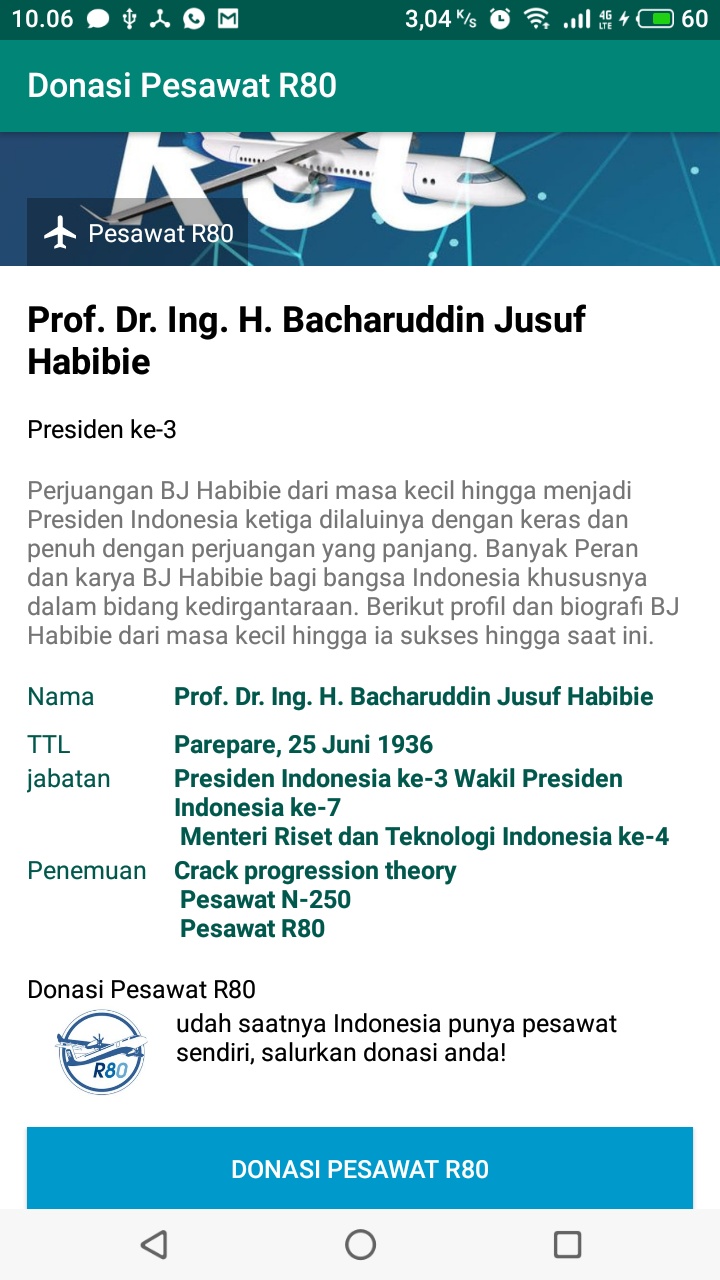 10.06
3,04 K/s
4G
LTE
60
Donasi Pesawat R80
R80
Pesawat R80
Prof. Dr. Ing. H. Bacharuddin Jusuf
Habibie
Presiden ke-3
Perjuangan BJ Habibie dari masa kecil hingga menjadi
Presiden Indonesia ketiga dilaluinya dengan keras dan
penuh dengan perjuangan yang panjang. Banyak Peran
dan karya BJ Habibie bagi bangsa Indonesia khususnya
dalam bidang kedirgantaraan. Berikut profil dan biografi BJ
Habibie dari masa kecil hingga ia sukses hingga saat ini.
Nama Prof. Dr. Ing. H. Bacharuddin Jusuf Habibie
TTL Parepare, 25 Juni 1936
jabatan Presiden Indonesia ke-3 Wakil Presiden
Indonesia ke-7
Menteri Riset dan Teknologi Indonesia ke-4
Penemuan Crack progression theory
Pesawat N-250
Pesawat R80
Donasi Pesawat R80
R80
udah saatnya Indonesia punya pesawat
sendiri, salurkan donasi anda!
DONASI PESAWAT R80